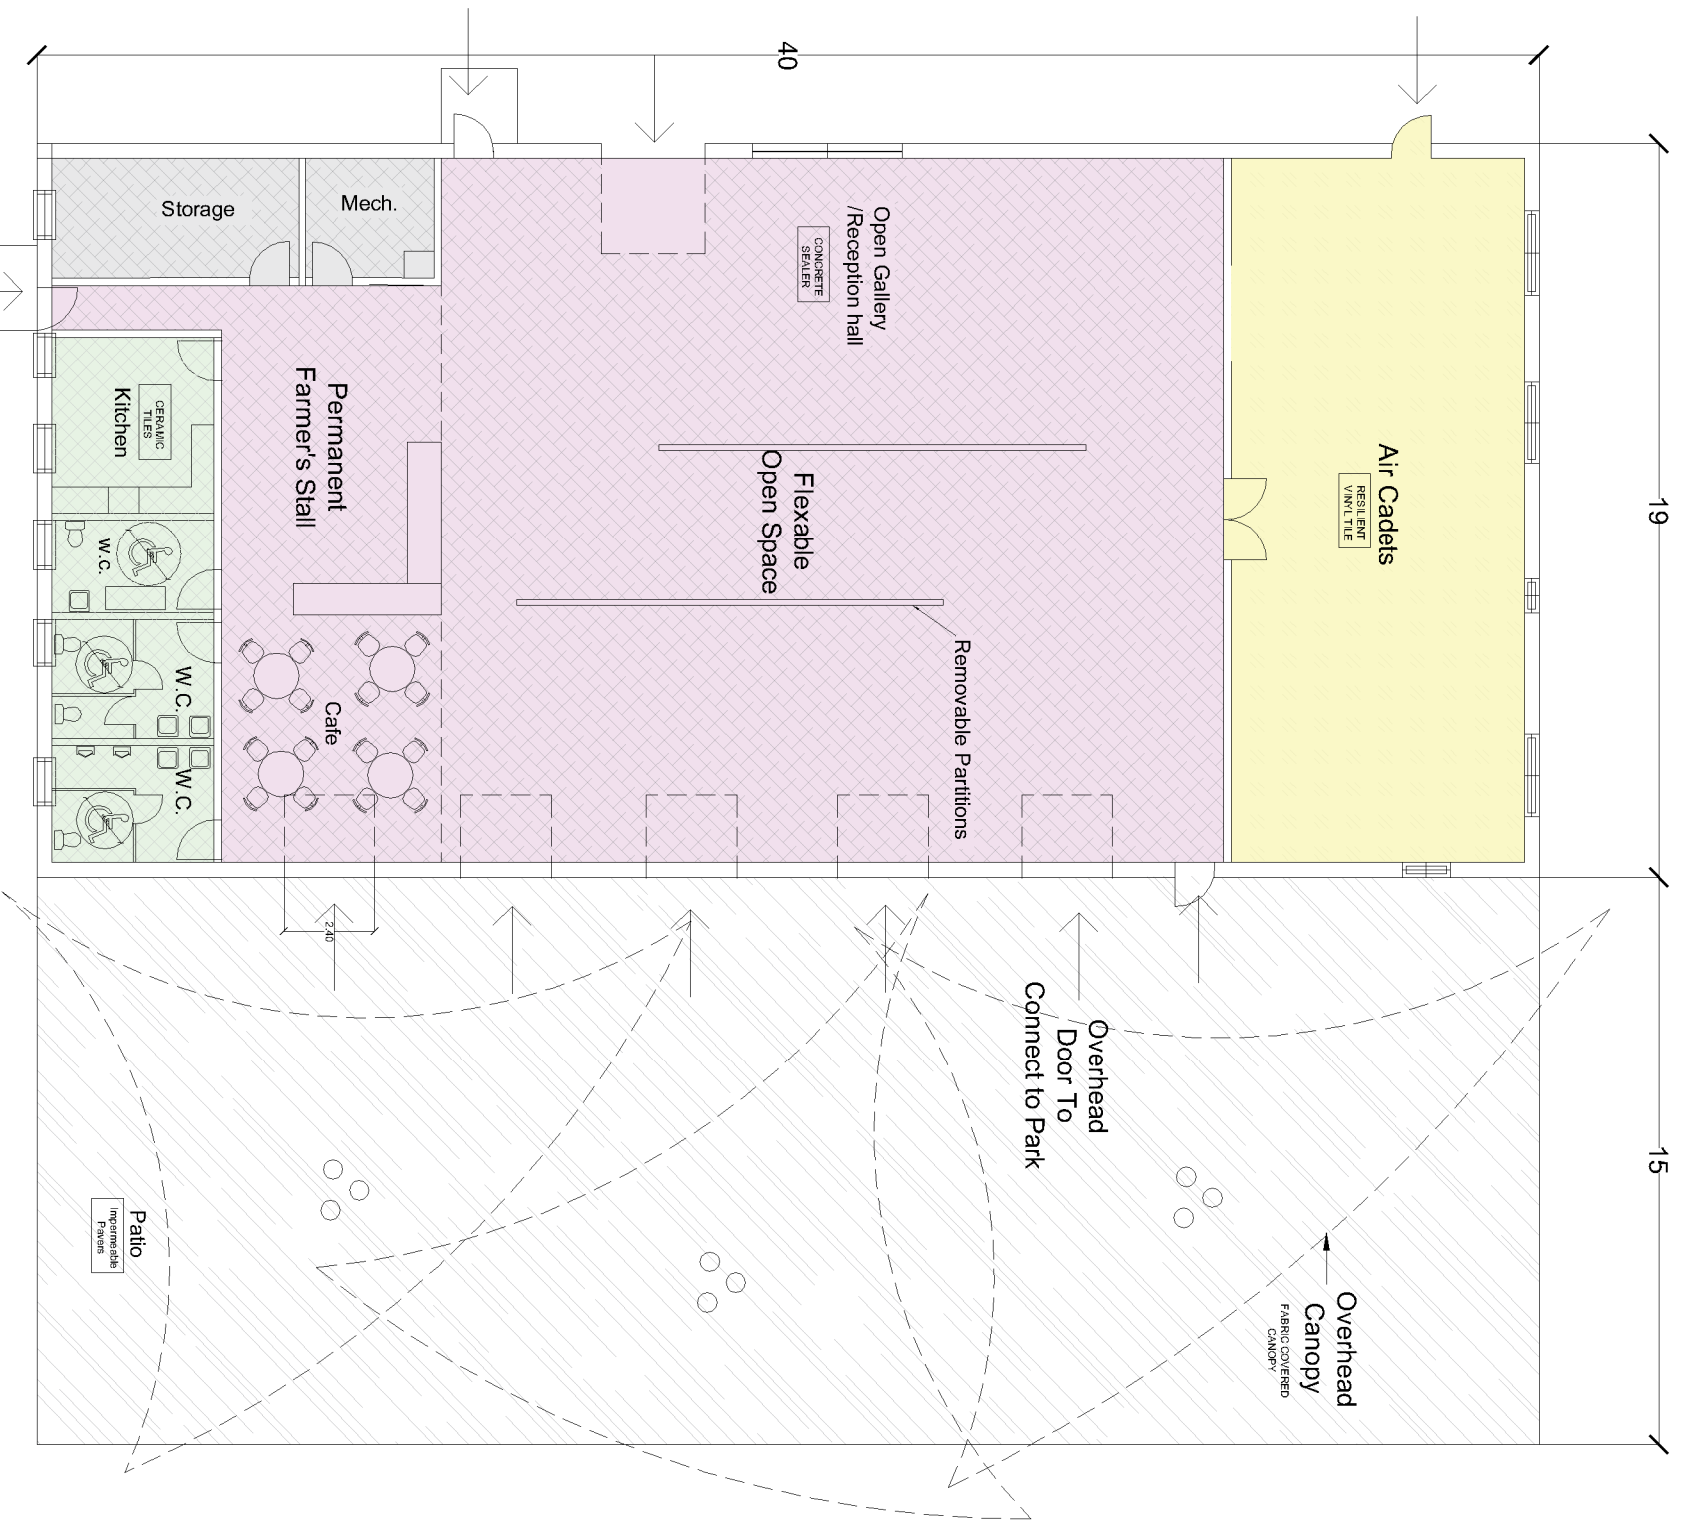 40
19
15
Storage
Mech.
Open Gallery
/Reception hall
CONCRETE
SEALER
Permanent
Farmer's Stall
Kitchen
CERAMIC
TILES
W.C.
W.C.
W.C.
Cafe
Flexable
Open Space
Removable Partitions
Air Cadets
RESILIENT
VINYL TILE
2.40
Overhead
Door To
Connect to Park
Patio
Impermeable
Pavers
Overhead
Canopy
FABRIC COVERED
CANOPY